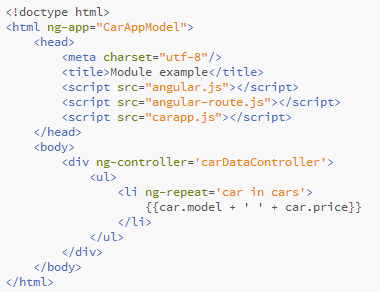 <!doctype html>
<html ng-app="CarAppModel">
    <head>
        <meta charset="utf-8"/>
        <title>Module example</title>
        <script src="angular.js"></script>
        <script src="angular-route.js"></script>
        <script src="carapp.js"></script>
    </head>
    <body>
        <div ng-controller='carDataController'>
            <ul>
                <li ng-repeat='car in cars'>
                    {{car.model + ' ' + car.price}}
                </li>
            </ul>
        </div>
    </body>
</html>